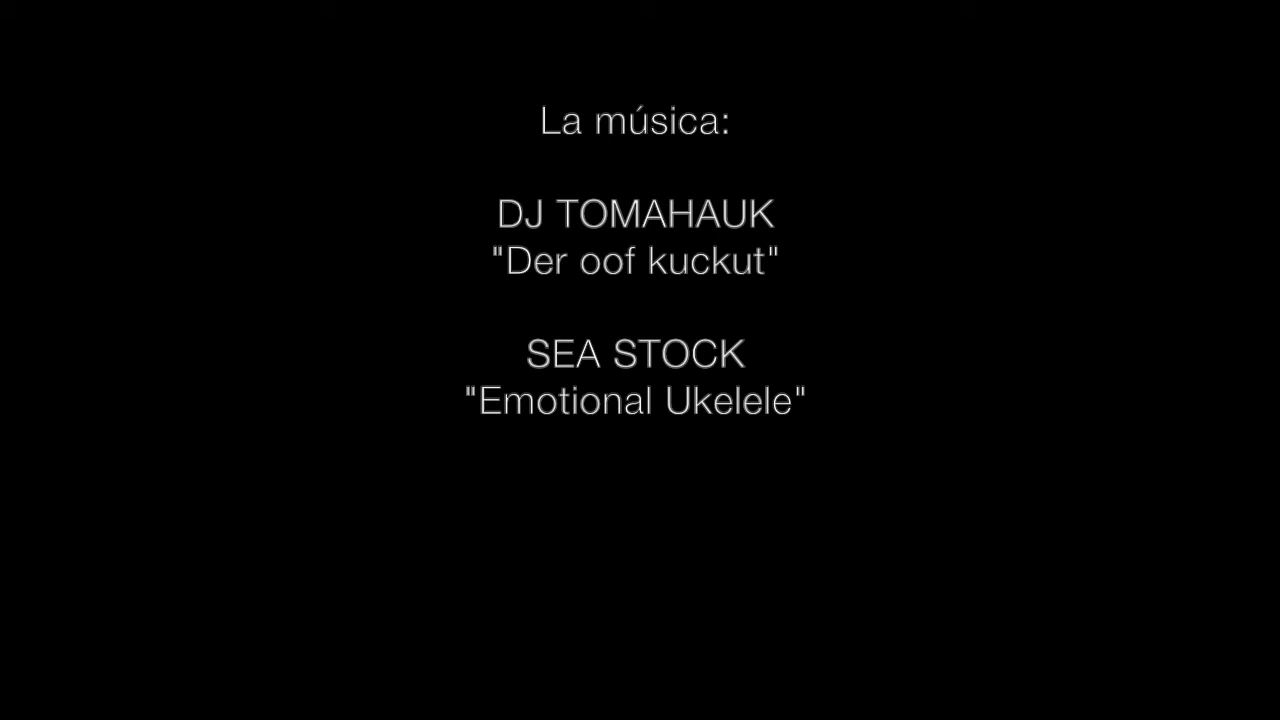 La música:
DJ TOMAHAUK
"Der oof kuckut"
SEA STOCK
"Emotional Ukelele"